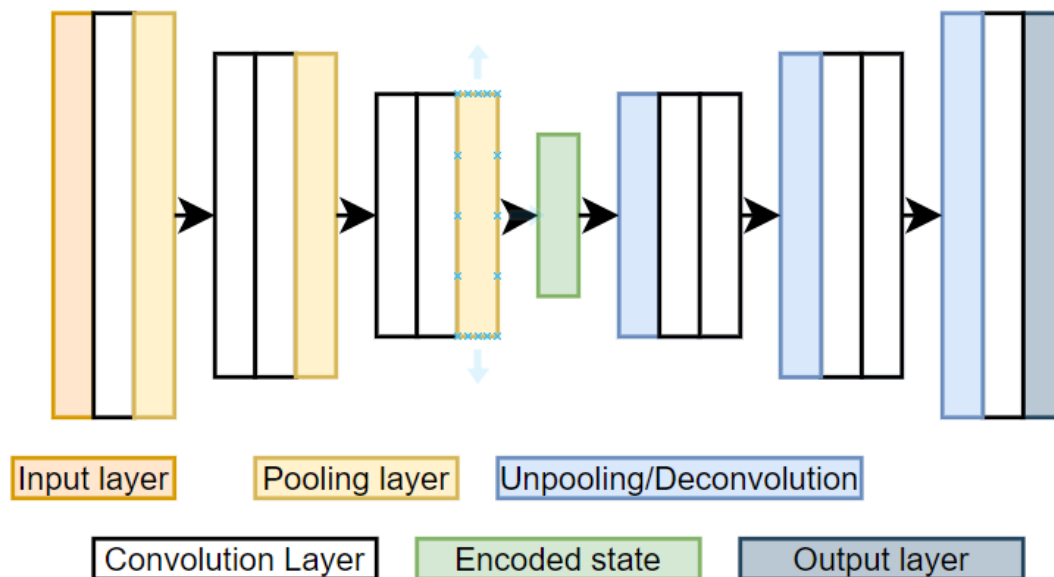 Input layer
Pooling layer
Unpooling/Deconvolution
Convolution Layer
Encoded state
Output layer